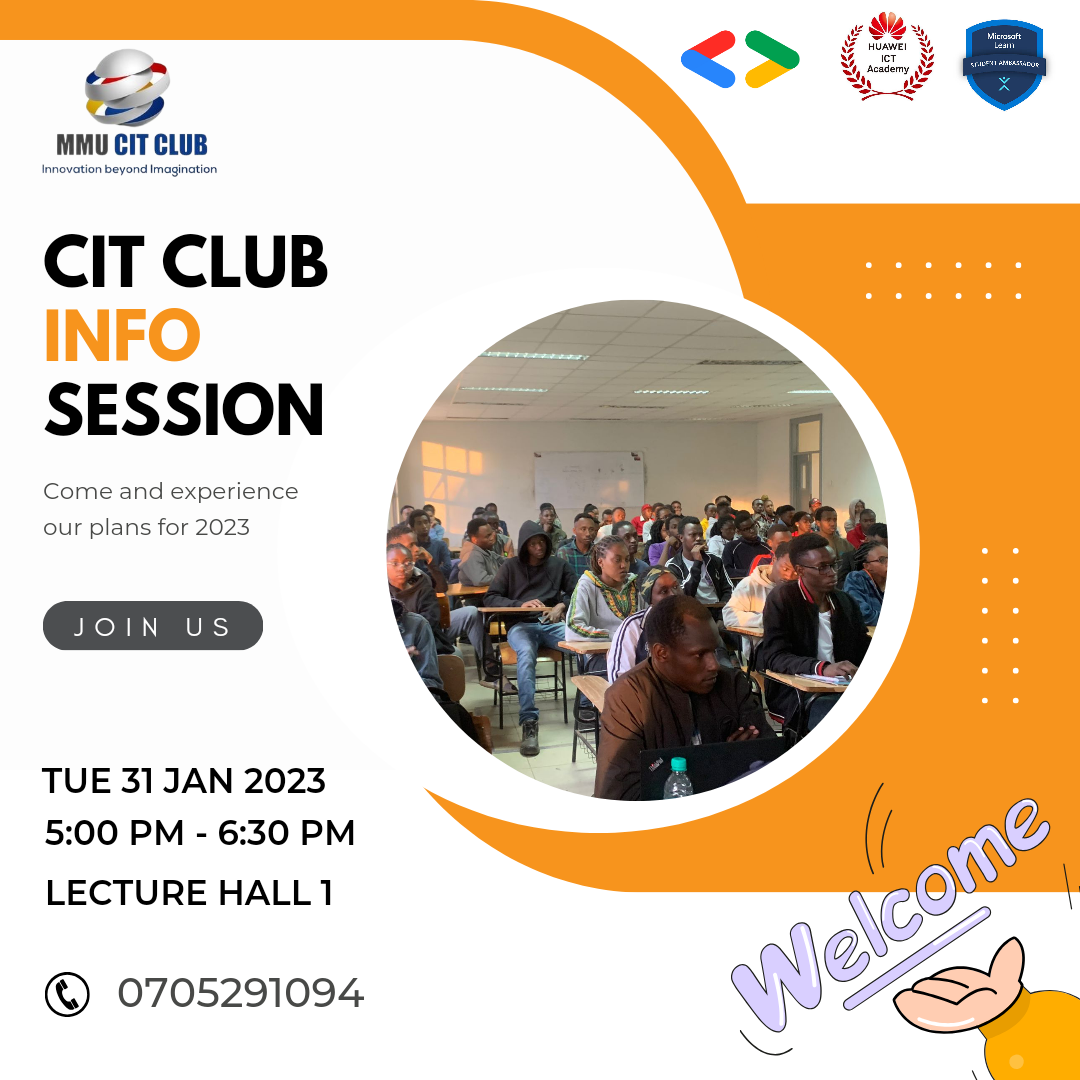 MMU CIT CLUB
Innovation beyond Imagination
HUAWEI
ICT
Academy
Microsoft
Learn
STUDENT AMBASSADOR
CIT CLUB
INFO
SESSION
Come and experience
our plans for 2023
JOIN US
TUE 31 JAN 2023
5:00 PM - 6:30 PM
LECTURE HALL 1
0705291094
Welcome